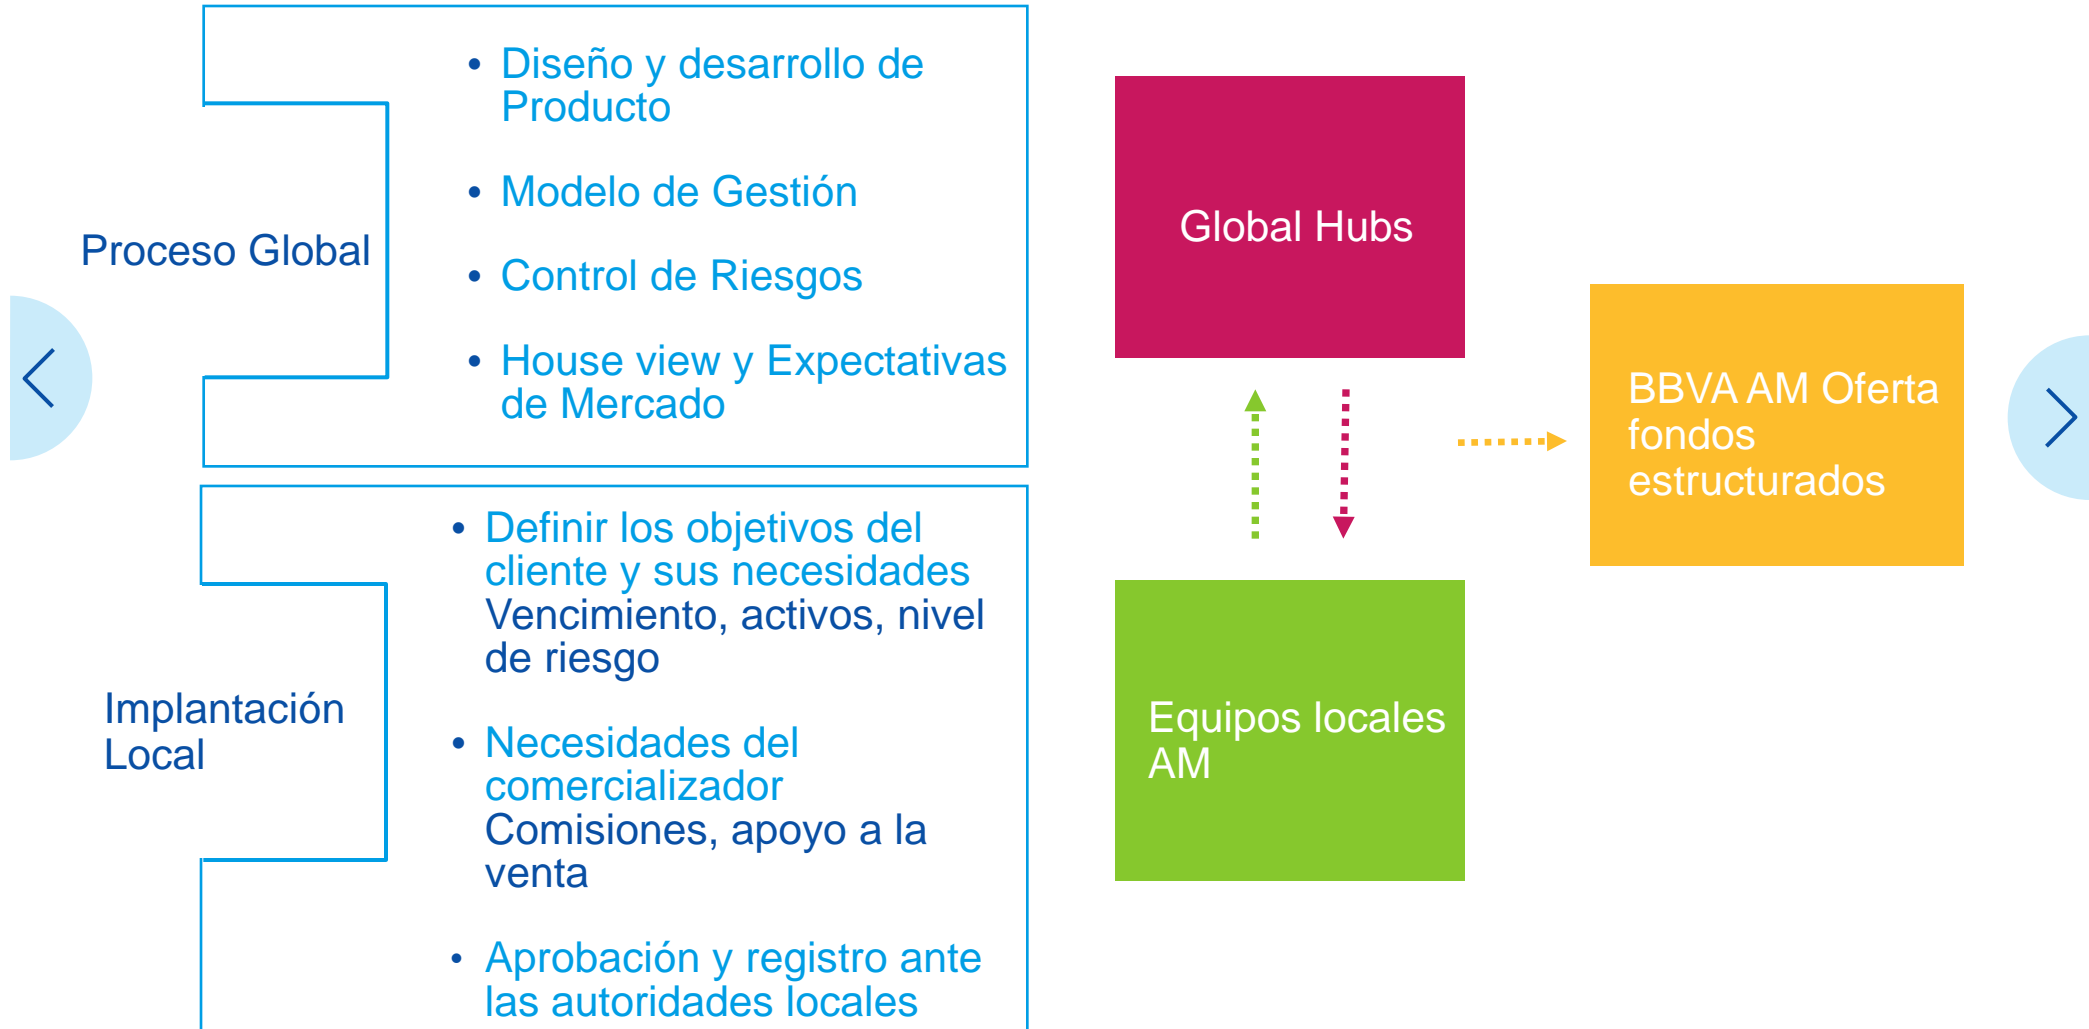 Proceso Global
• Diseño y desarrollo de
Producto
• Modelo de Gestión
• Control de Riesgos
• House view y Expectativas
de Mercado
Implantación
Local
• Definir los objetivos del
cliente y sus necesidades
Vencimiento, activos, nivel
de riesgo
• Necesidades del
comercializador
Comisiones, apoyo a la
venta
• Aprobación y registro ante
las autoridades locales
Global Hubs
Equipos locales
AM
BBVA AM Oferta
fondos
estructurados